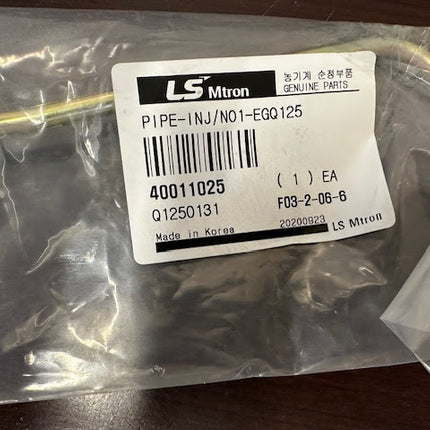 LS Mtron
농기계 순정부품
GENUINE PARTS
PIPE-INJ/NO1-EGQ125
40011025
( 1 ) EA
Q1250131
F03-2-06-6
20200923
Made in Korea
LS Mtron